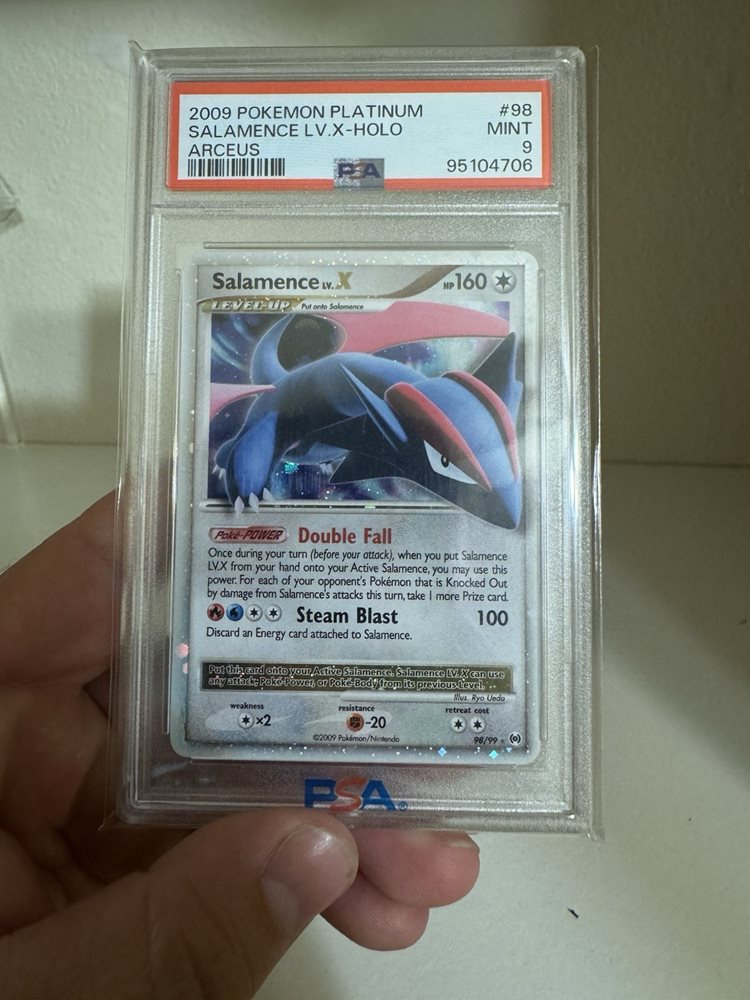 2009 POKEMON PLATINUM #98
SALAMENCE LV.X-HOLO MINT
ARCEUS 9
PSA 95104706
Salamence LV.X HP 160
LEVEL-UP Put onto Salamence
Poké-POWER Double Fall
Once during your turn (before your attack), when you put Salamence
LV.X from your hand onto your Active Salamence, you may use this
power. For each of your opponent's Pokémon that is Knocked Out
by damage from Salamence's attacks this turn, take 1 more Prize card.
Steam Blast 100
Discard an Energy card attached to Salamence.
Put this card onto your Active Salamence. Salamence LV.X can use
any attack, Poké-Power, or Poké-Body from its previous Level.
Illus. Ryo Ueda
weakness resistance retreat cost
×2 -20
©2009 Pokémon/Nintendo 98/99
PSA